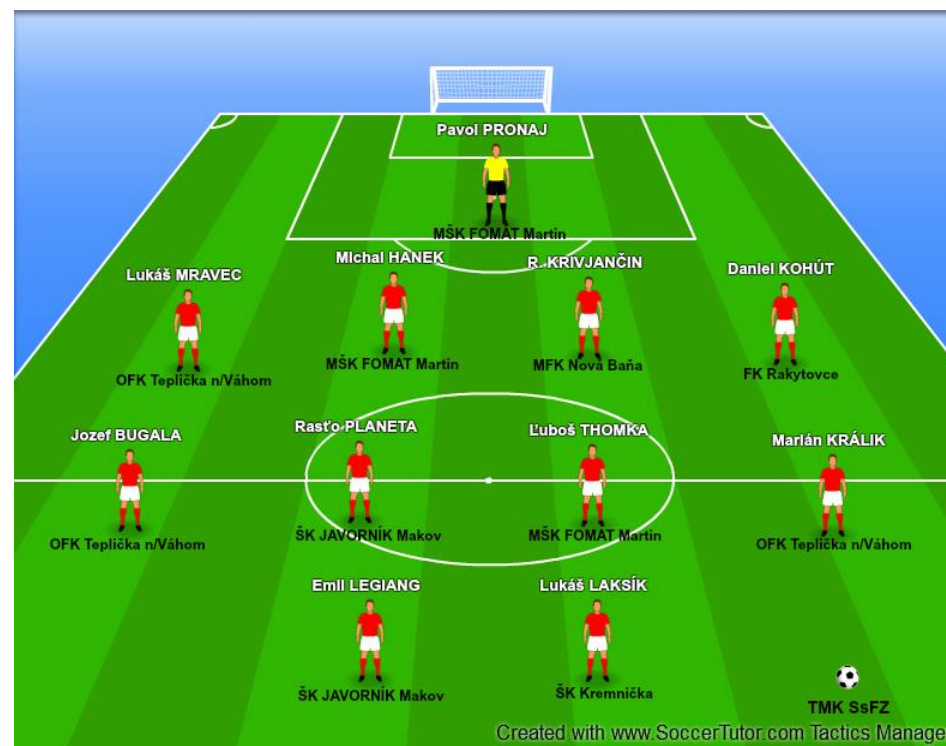 Pavol PRONAJ
MŠK FOMAT Martin
Lukáš MRAVEC
Michal HANEK
R. KRIVJANČIN
Daniel KOHÚT
OFK Teplička n/Váhom
MŠK FOMAT Martin
MFK Nová Baňa
FK Rakytovce
Jozef BUGALA
Rasťo PLANETA
Ľuboš THOMKA
Marián KRÁLIK
OFK Teplička n/Váhom
ŠK JAVORNÍK Makov
MŠK FOMAT Martin
OFK Teplička n/Váhom
Emil LEGIANG
Lukáš LAKSÍK
ŠK JAVORNÍK Makov
ŠK Kremnička
TMK SsFZ
Created with www.SoccerTutor.com Tactics Manage